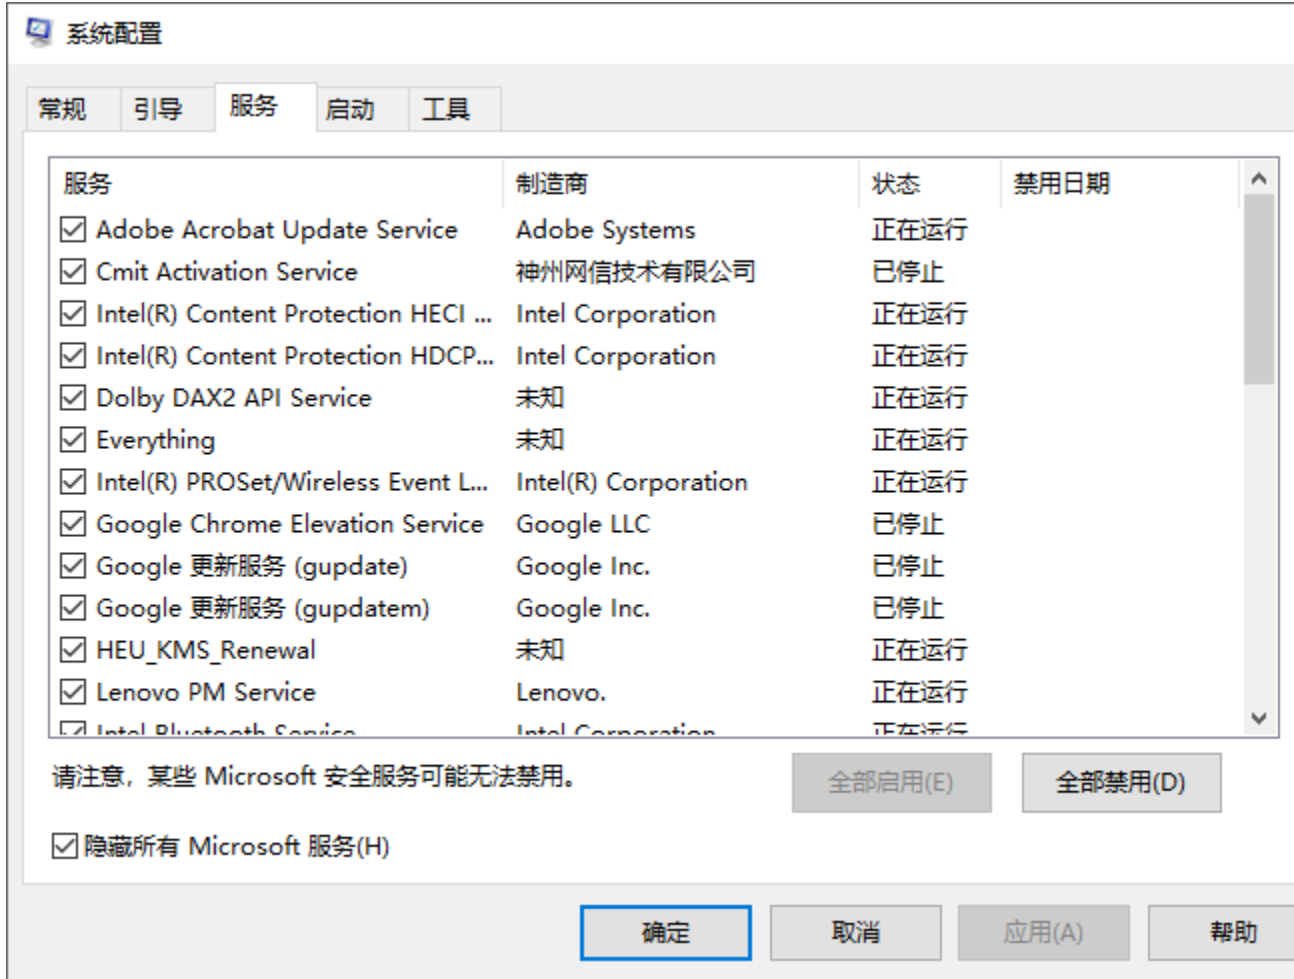 系统配置
常规 引导 服务 启动 工具
服务 制造商 状态 禁用日期
Adobe Acrobat Update Service Adobe Systems 正在运行
Cmit Activation Service 神州网信技术有限公司 已停止
Intel(R) Content Protection HECI ... Intel Corporation 正在运行
Intel(R) Content Protection HDCP... Intel Corporation 正在运行
Dolby DAX2 API Service 未知 正在运行
Everything 未知 正在运行
Intel(R) PROSet/Wireless Event L... Intel(R) Corporation 正在运行
Google Chrome Elevation Service Google LLC 已停止
Google 更新服务 (gupdate) Google Inc. 已停止
Google 更新服务 (gupdatem) Google Inc. 已停止
HEU_KMS_Renewal 未知 正在运行
Lenovo PM Service Lenovo. 正在运行
Intel Bluetooth Service Intel Corporation 正在运行
请注意，某些 Microsoft 安全服务可能无法禁用。 全部启用(E) 全部禁用(D)
隐藏所有 Microsoft 服务(H)
确定 取消 应用(A) 帮助